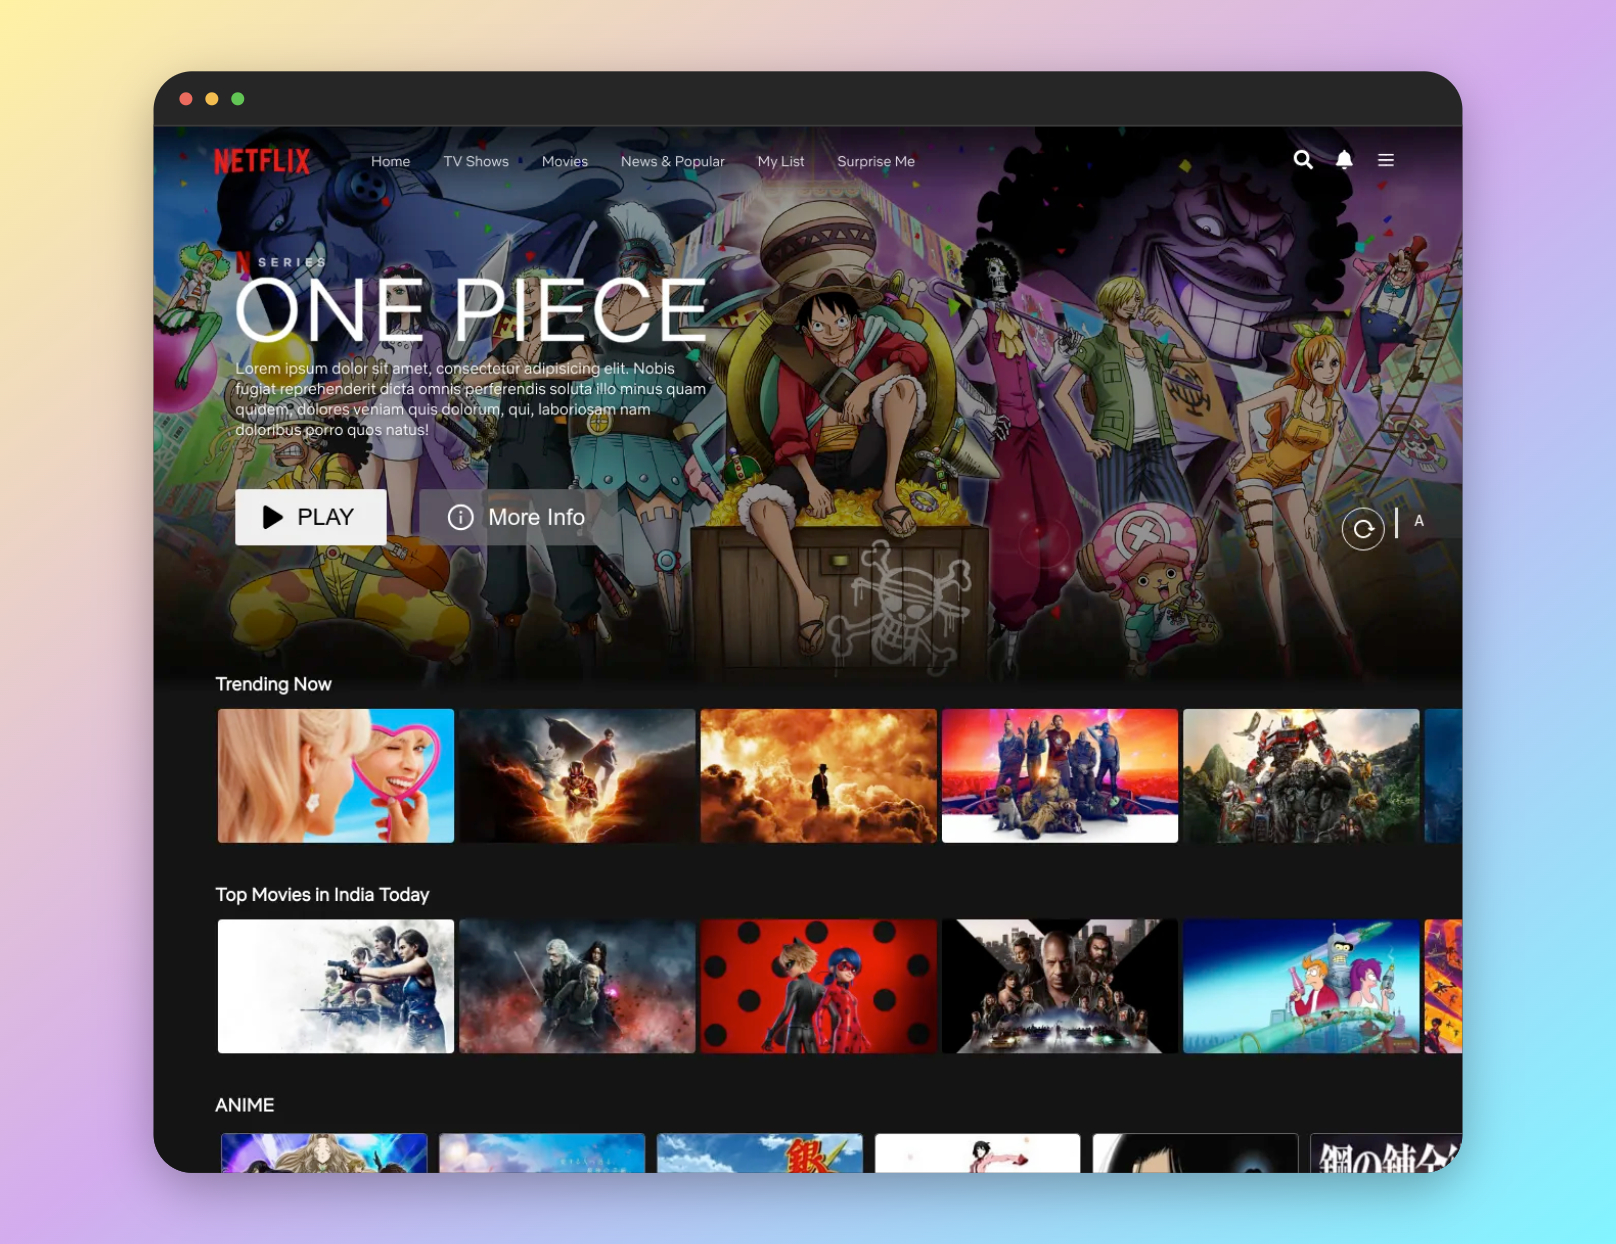 NETFLIX
Home TV Shows Movies News & Popular My List Surprise Me
N SERIES
ONE PIECE
Lorem ipsum dolor sit amet, consectetur adipisicing elit. Nobis
fugiat reprehenderit dicta omnis perferendis soluta illo minus quam
quidem, dolores veniam quis dolorum, qui, laboriosam nam
doloribus porro quos natus!
PLAY More Info
A
Trending Now
Top Movies in India Today
ANIME